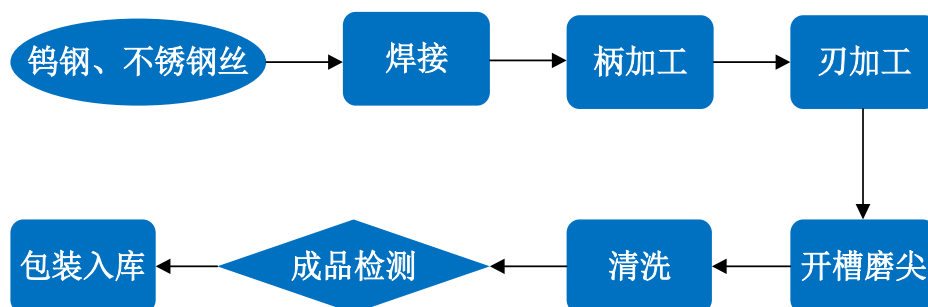 钨钢、不锈钢丝
焊接
柄加工
刃加工
开槽磨尖
清洗
成品检测
包装入库